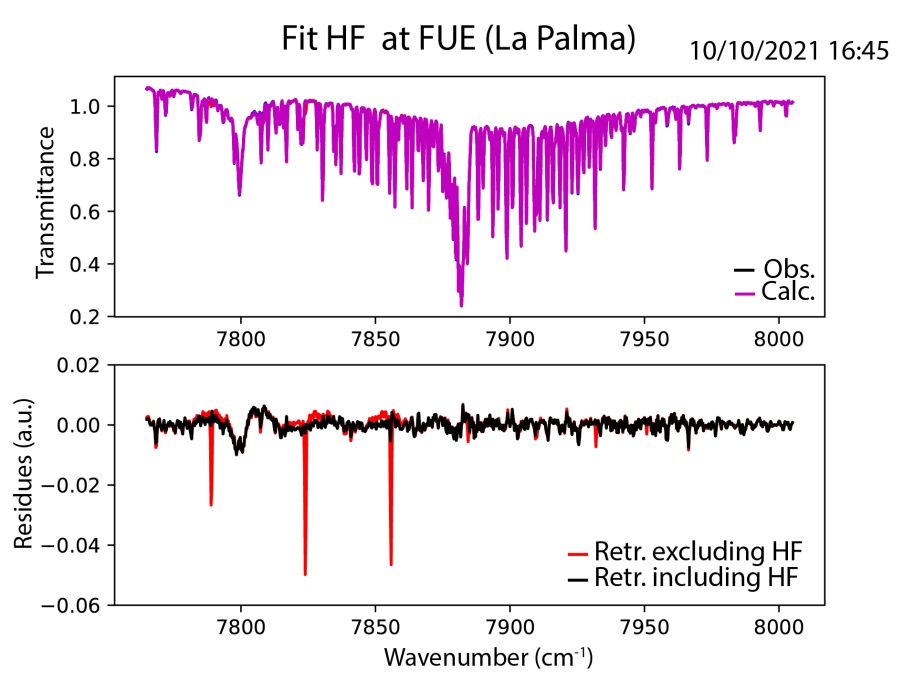 Fit HF at FUE (La Palma)
10/10/2021 16:45
1.0
0.8
0.6
0.4
0.2
Transmittance
Obs.
Calc.
7800 7850 7900 7950 8000
0.02
0.00
−0.02
−0.04
−0.06
Residues (a.u.)
Retr. excluding HF
Retr. including HF
7800 7850 7900 7950 8000
Wavenumber (cm⁻¹)